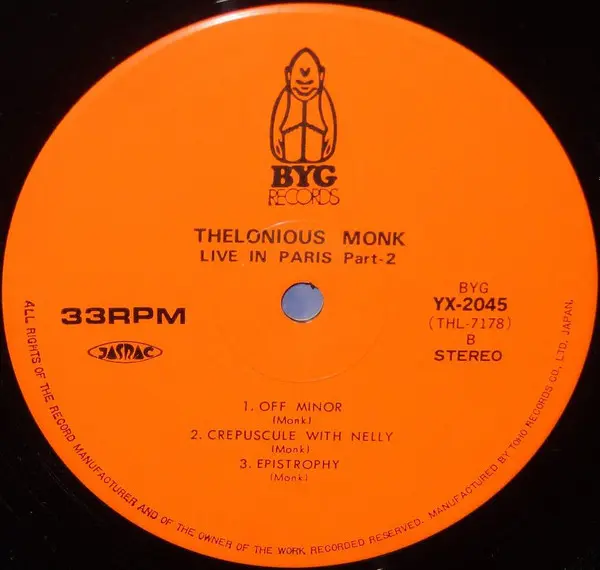 BYG
RECORDS
THELONIOUS MONK
LIVE IN PARIS Part-2
33RPM
JASRAC
BYG
YX-2045
(THL-7178)
B
STEREO
1. OFF MINOR
(Monk)
2. CREPUSCULE WITH NELLY
(Monk)
3. EPISTROPHY
(Monk)
ALL RIGHTS OF THE RECORD MANUFACTURER AND OF THE OWNER OF THE WORK RECORDED RESERVED. MANUFACTURED BY TOHO RECORDS CO., LTD. JAPAN.